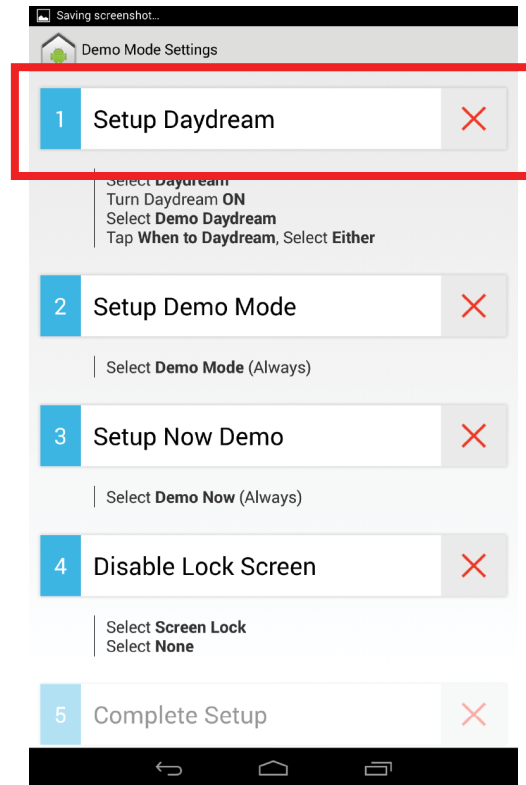 Saving screenshot...
Demo Mode Settings
1 Setup Daydream
Select Daydream
Turn Daydream ON
Select Demo Daydream
Tap When to Daydream, Select Either
2 Setup Demo Mode
Select Demo Mode (Always)
3 Setup Now Demo
Select Demo Now (Always)
4 Disable Lock Screen
Select Screen Lock
Select None
5 Complete Setup